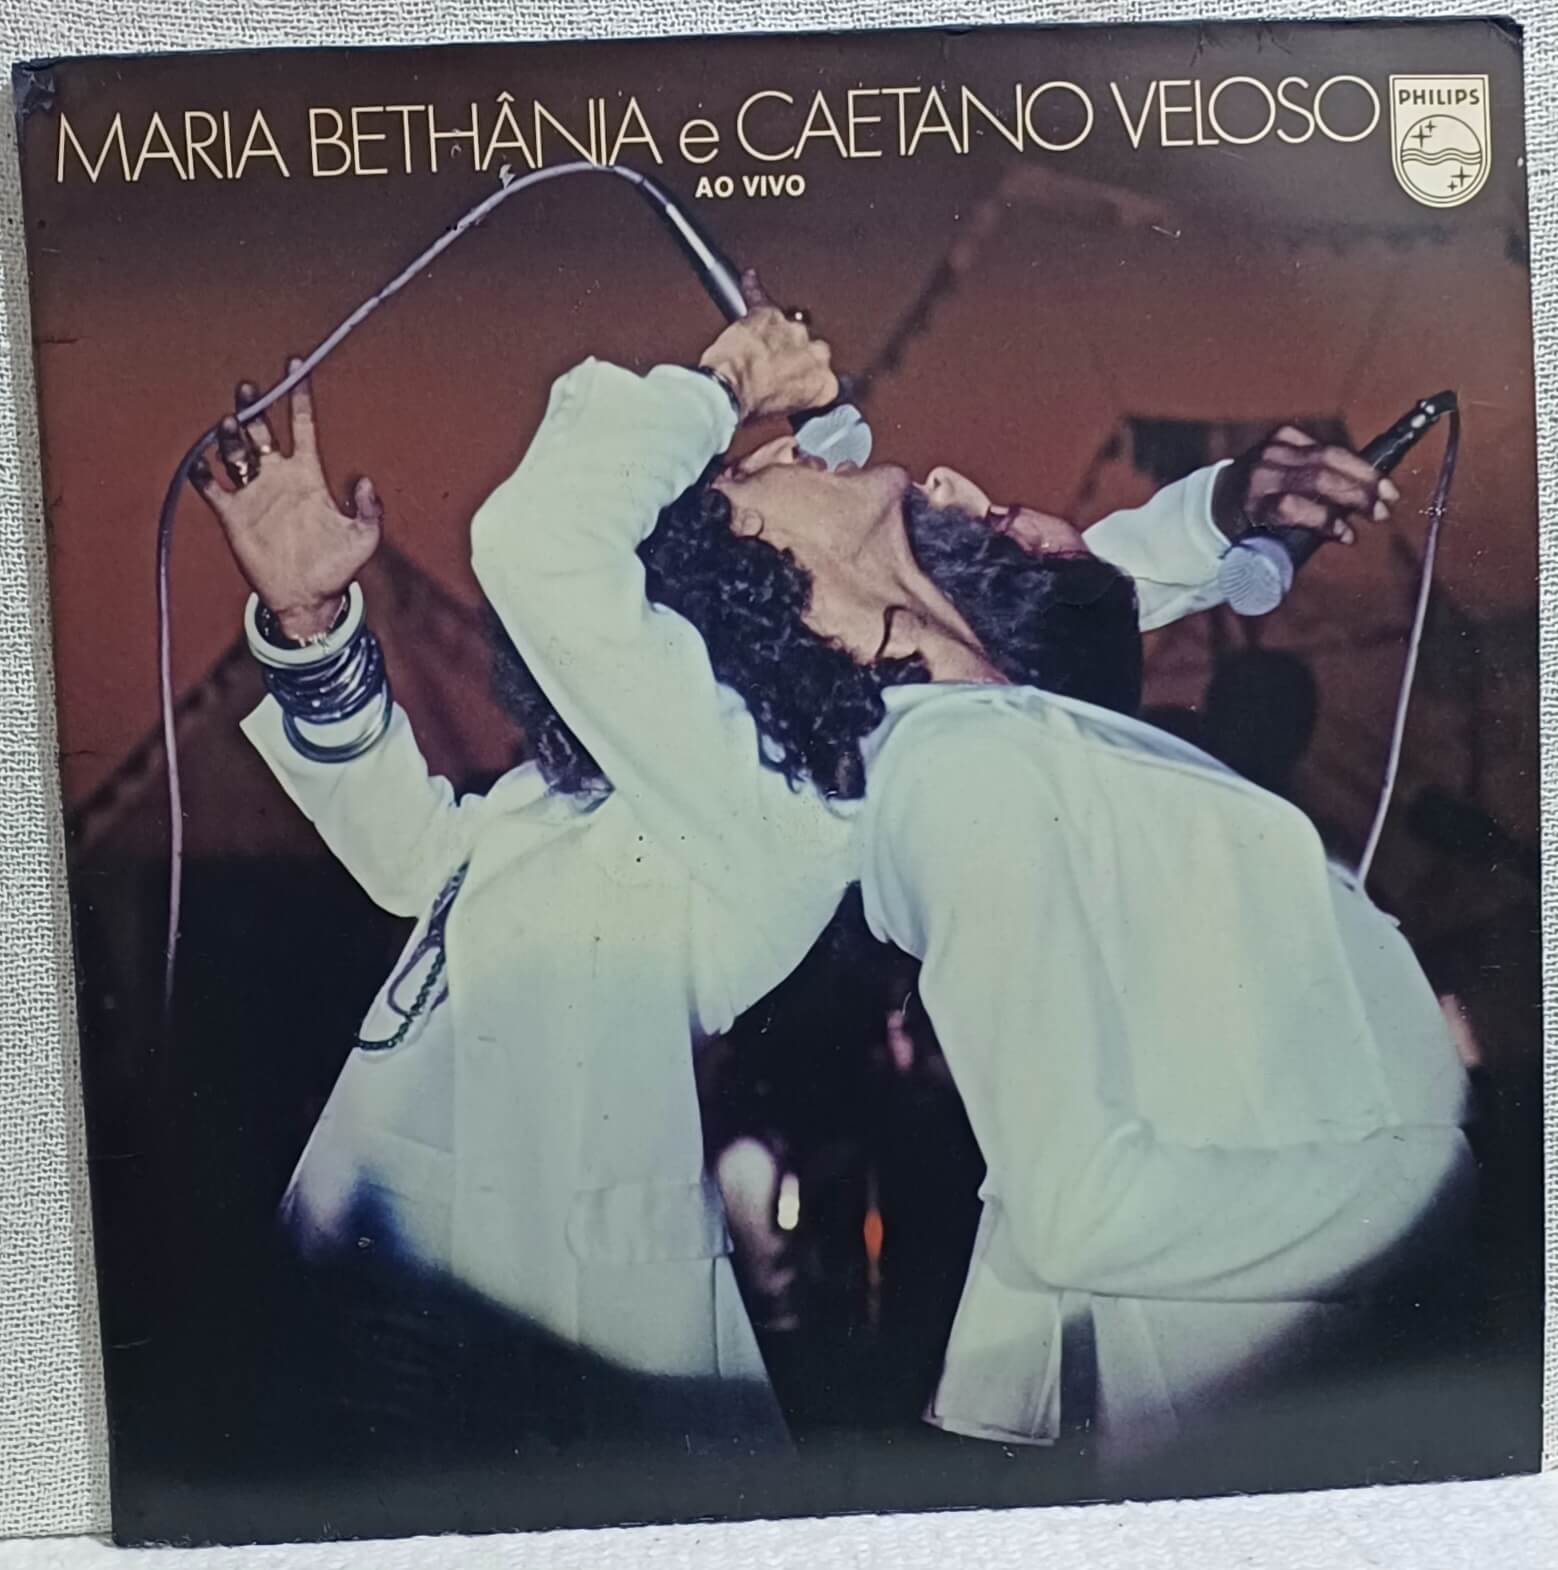 MARIA BETHÂNIA e CAETANO VELOSO
AO VIVO
PHILIPS